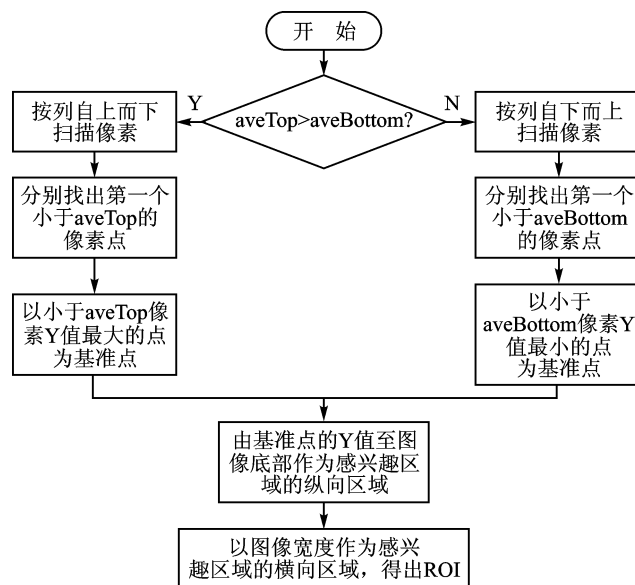 开 始
aveTop>aveBottom?
Y
N
按列自上而下
扫描像素
分别找出第一个
小于aveTop的
像素点
以小于aveTop像
素Y值最大的点
为基准点
按列自下而上
扫描像素
分别找出第一个
小于aveBottom
的像素点
以小于
aveBottom像素Y
值最小的点
为基准点
由基准点的Y值至图
像底部作为感兴趣区
域的纵向区域
以图像宽度作为感兴
趣区域的横向区域，得出ROI